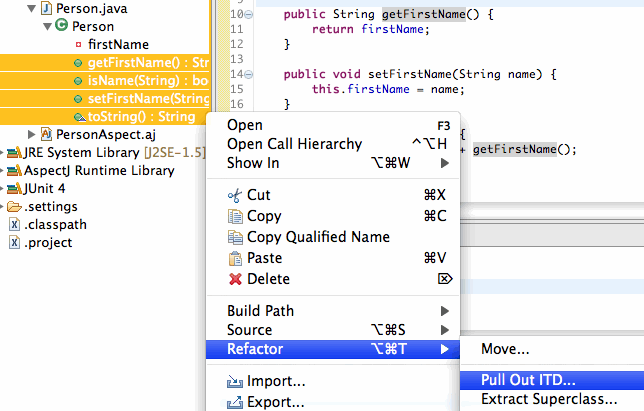 Person.java
Person
firstName
getFirstName() : Str
isName(String) : bo
setFirstName(String
toString() : String
PersonAspect.aj
JRE System Library [J2SE-1.5]
AspectJ Runtime Library
JUnit 4
.settings
.classpath
.project
10 public String getFirstName() {
11 return firstName;
12 }
13
14 public void setFirstName(String name) {
15 this.firstName = name;
16 }
{
+ getFirstName();
Open F3
Open Call Hierarchy ^⌥H
Show In ⌥⌘W
Cut ⌘X
Copy ⌘C
Copy Qualified Name
Paste ⌘V
Delete ⌦
Build Path
Source ⌥⌘S
Refactor ⌥⌘T
Import...
Export...
Move...
Pull Out ITD...
Extract Superclass...